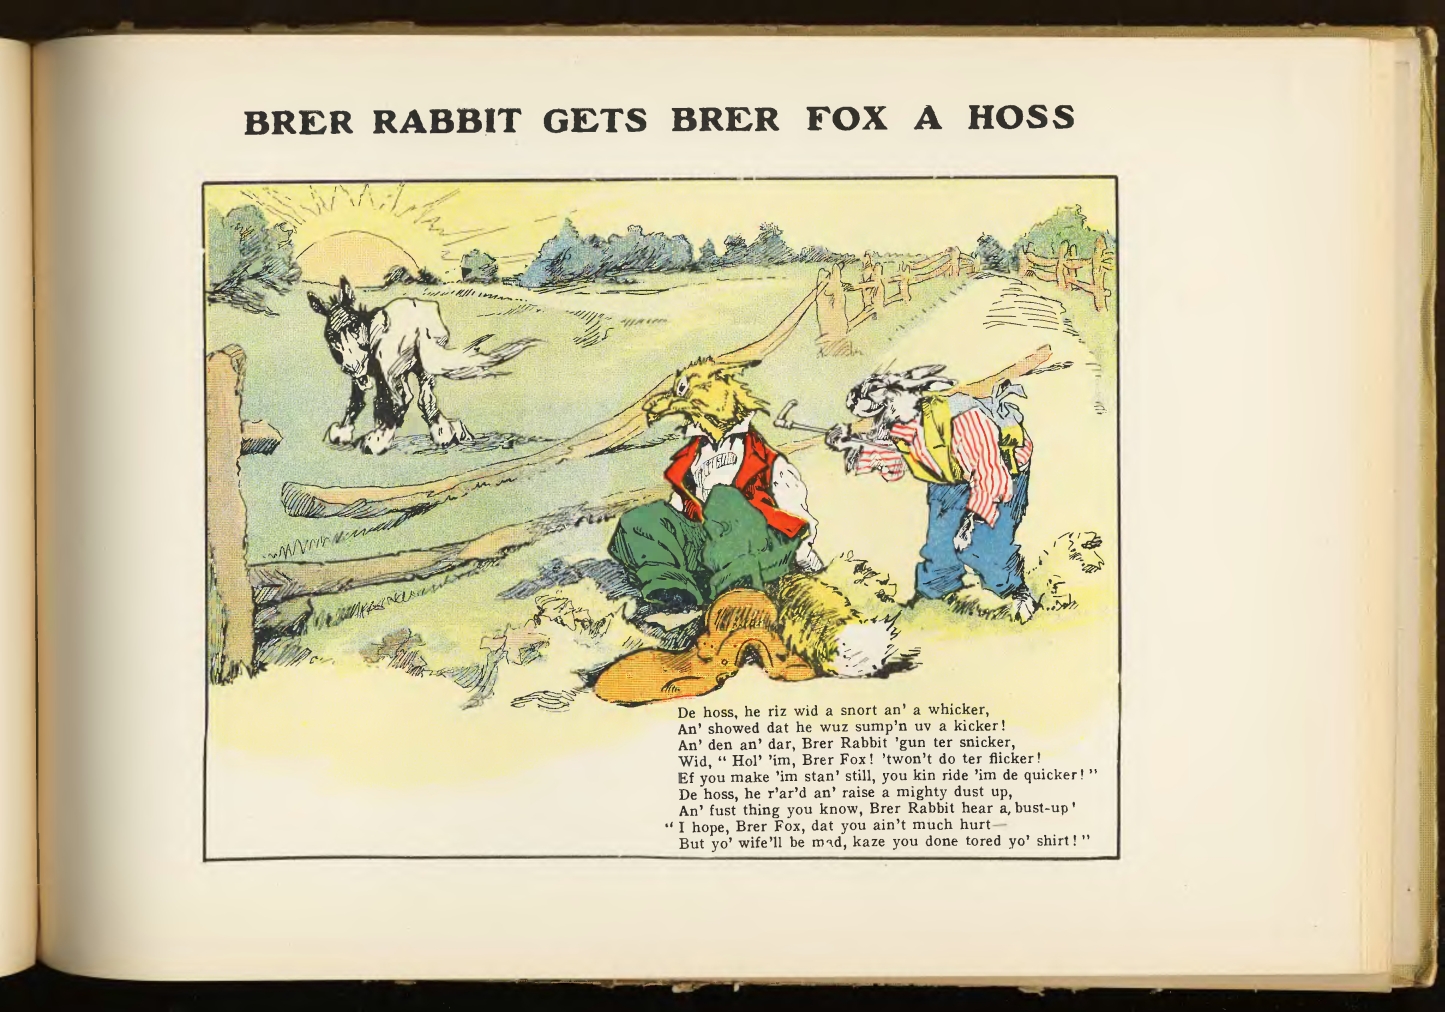 BRER RABBIT GETS BRER FOX A HOSS
De hoss, he riz wid a snort an' a whicker,
An' showed dat he wuz sump'n uv a kicker!
An' den an' dar, Brer Rabbit 'gun ter snicker,
Wid, "Hol' 'im, Brer Fox! 'twon't do ter flicker!
Ef you make 'im stan' still, you kin ride 'im de quicker!"
De hoss, he r'ar'd an' raise a mighty dust up,
An' fust thing you know, Brer Rabbit hear a bust-up'
"I hope, Brer Fox, dat you ain't much hurt—
But yo' wife'll be mad, kaze you done tored yo' shirt!"